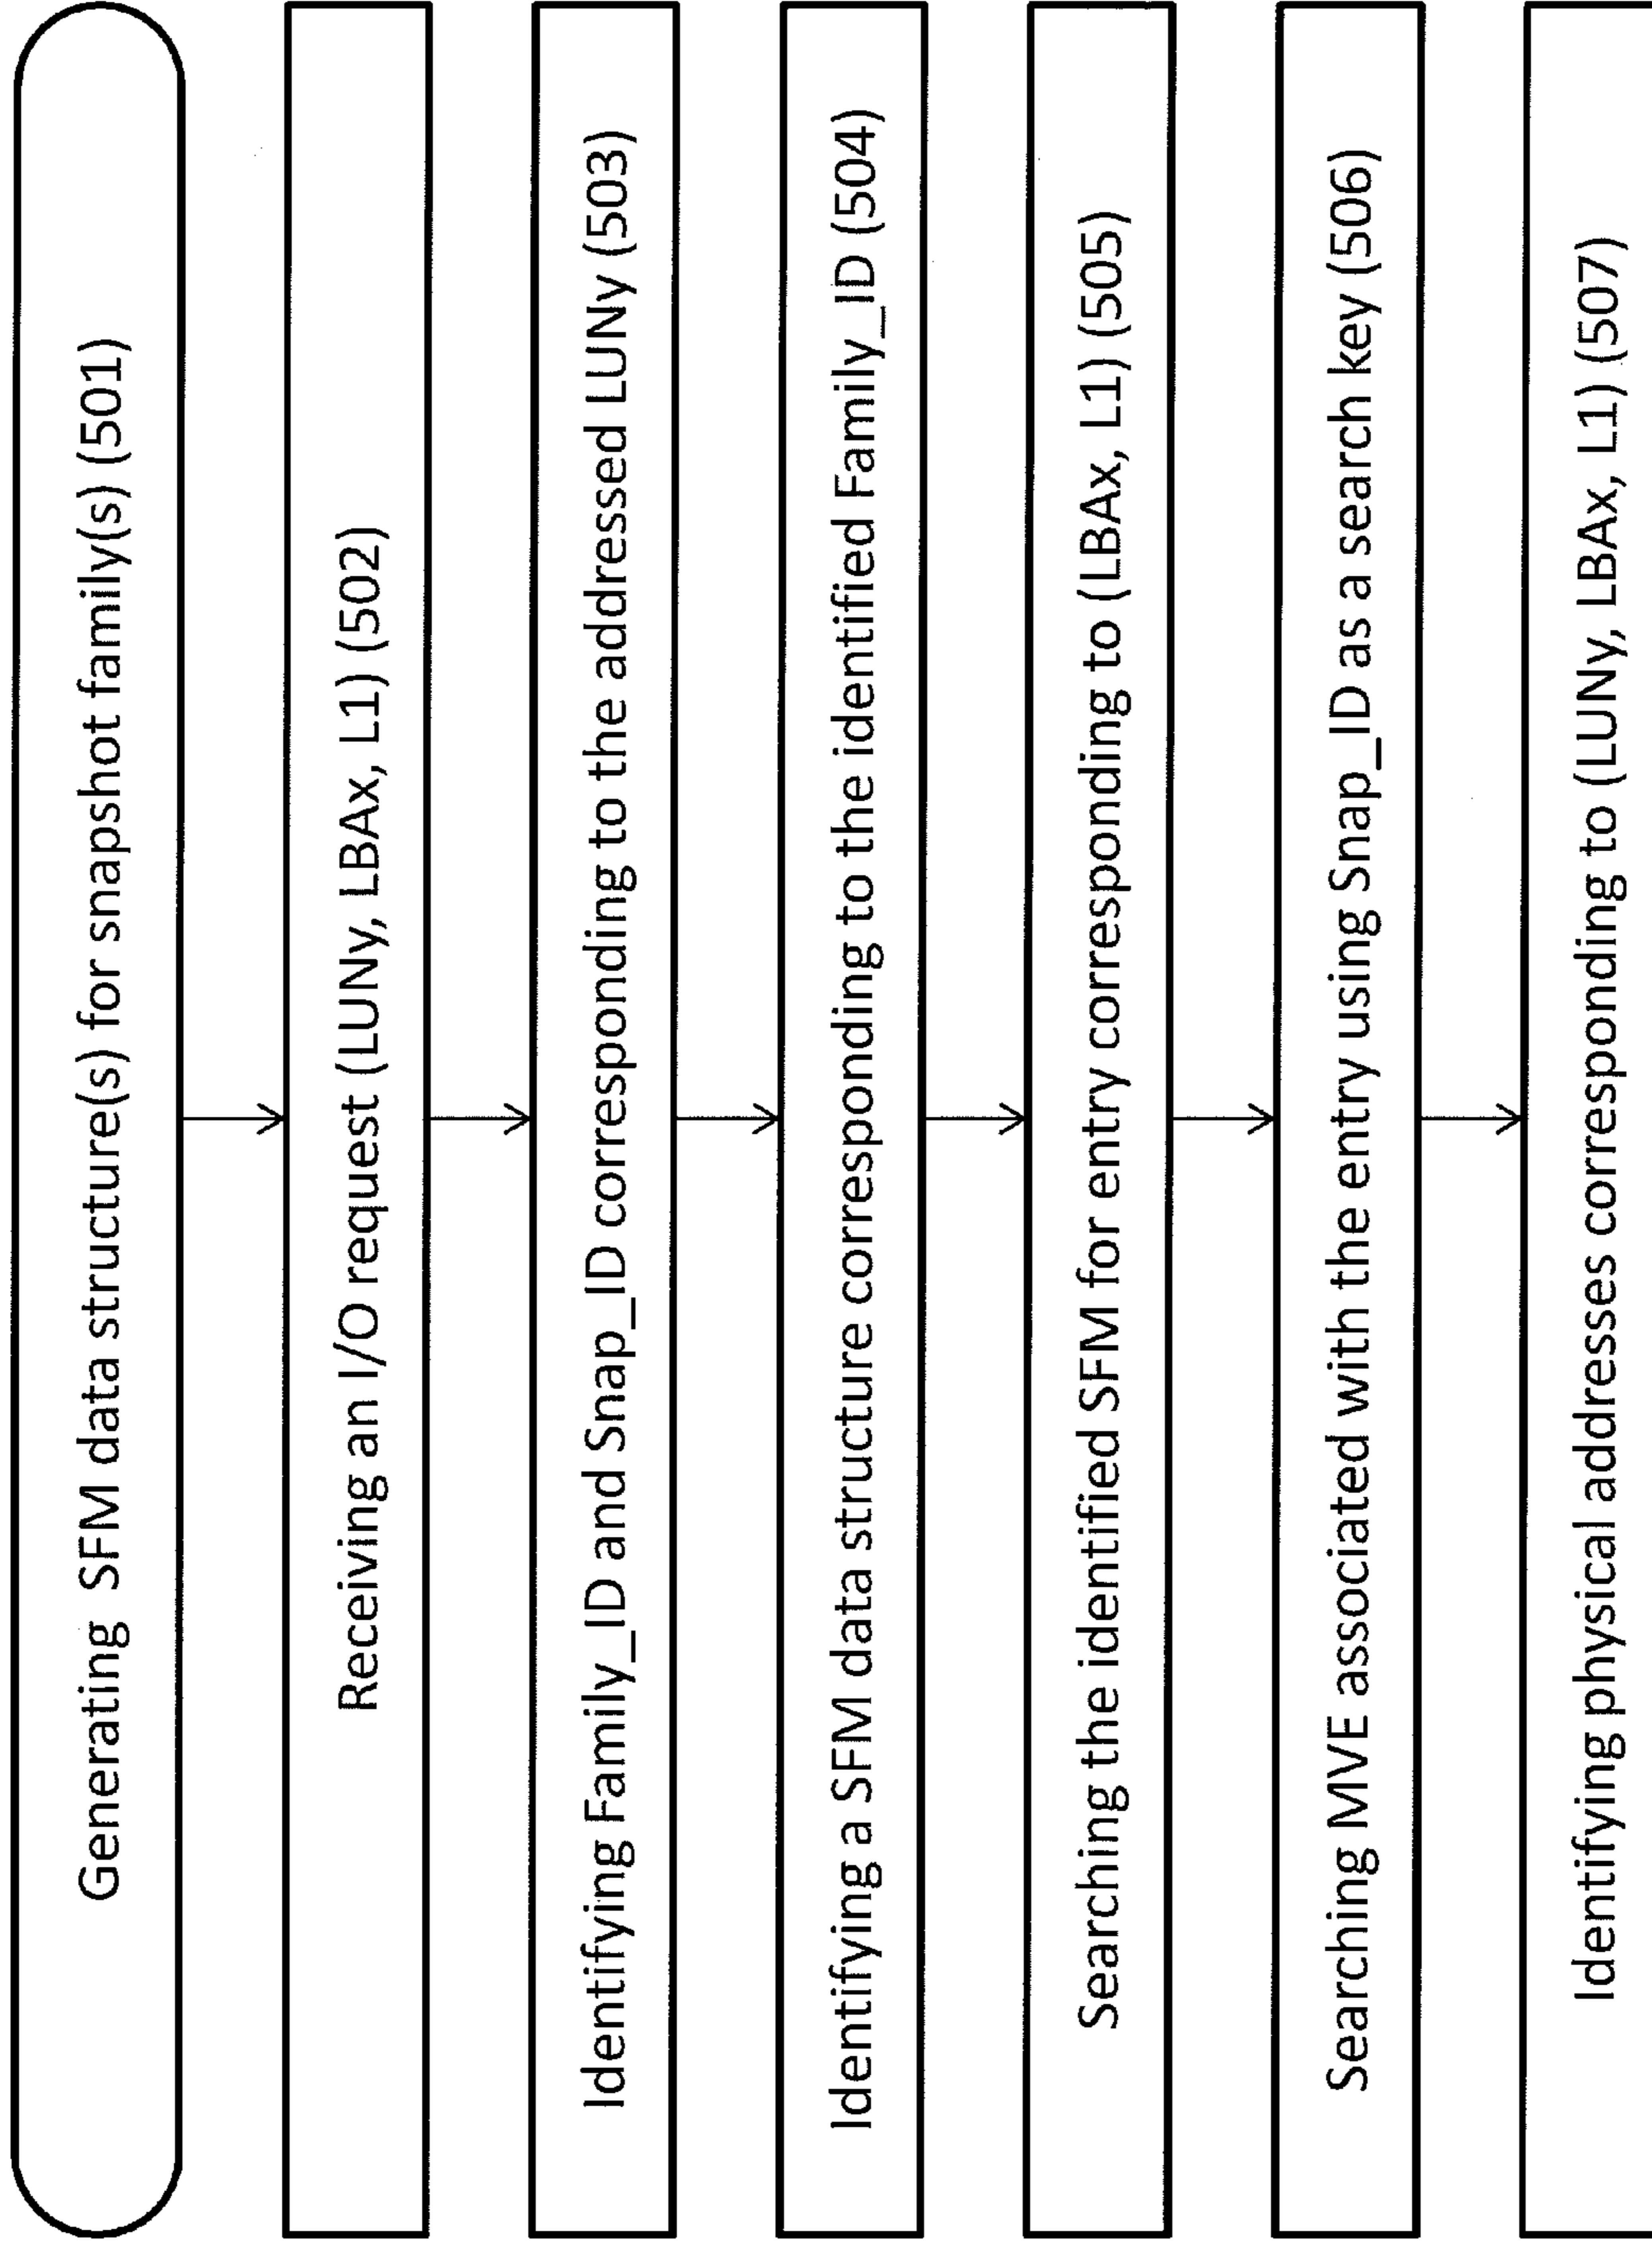 Generating SFM data structure(s) for snapshot family(s) (501)
Receiving an I/O request (LUNy, LBAx, L1) (502)
Identifying Family_ID and Snap_ID corresponding to the addressed LUNy (503)
Identifying a SFM data structure corresponding to the identified Family_ID (504)
Searching the identified SFM for entry corresponding to (LBAx, L1) (505)
Searching MVE associated with the entry using Snap_ID as a search key (506)
Identifying physical addresses corresponding to (LUNy, LBAx, L1) (507)